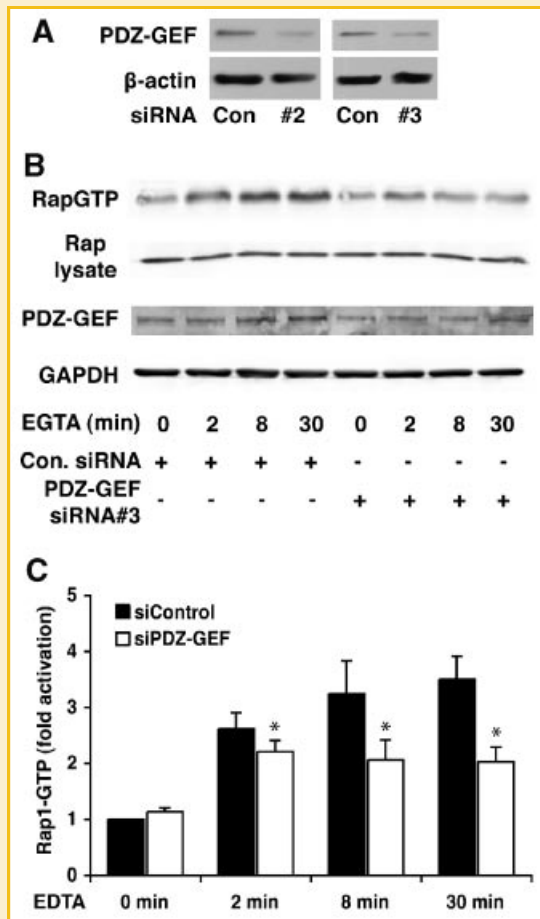 A
PDZ-GEF
β-actin
siRNA Con #2 Con #3
B
RapGTP
Rap
lysate
PDZ-GEF
GAPDH
EGTA (min) 0 2 8 30 0 2 8 30
Con. siRNA + + + + - - - -
PDZ-GEF
siRNA#3 - - - - + + + +
C
Rap1-GTP (fold activation)
5
4
3
2
1
0
siControl
siPDZ-GEF
* * *
EDTA 0 min 2 min 8 min 30 min